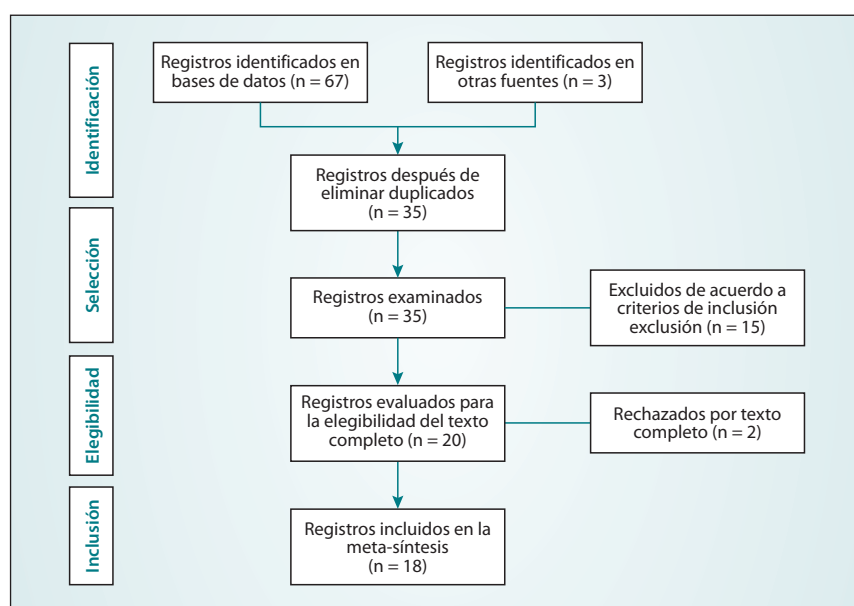 Identificación
Registros identificados en
bases de datos (n = 67)
Registros identificados en
otras fuentes (n = 3)
Registros después de
eliminar duplicados
(n = 35)
Selección
Registros examinados
(n = 35)
Excluidos de acuerdo a
criterios de inclusión
exclusión (n = 15)
Elegibilidad
Registros evaluados para
la elegibilidad del texto
completo (n = 20)
Rechazados por texto
completo (n = 2)
Inclusión
Registros incluidos en la
meta-síntesis
(n = 18)